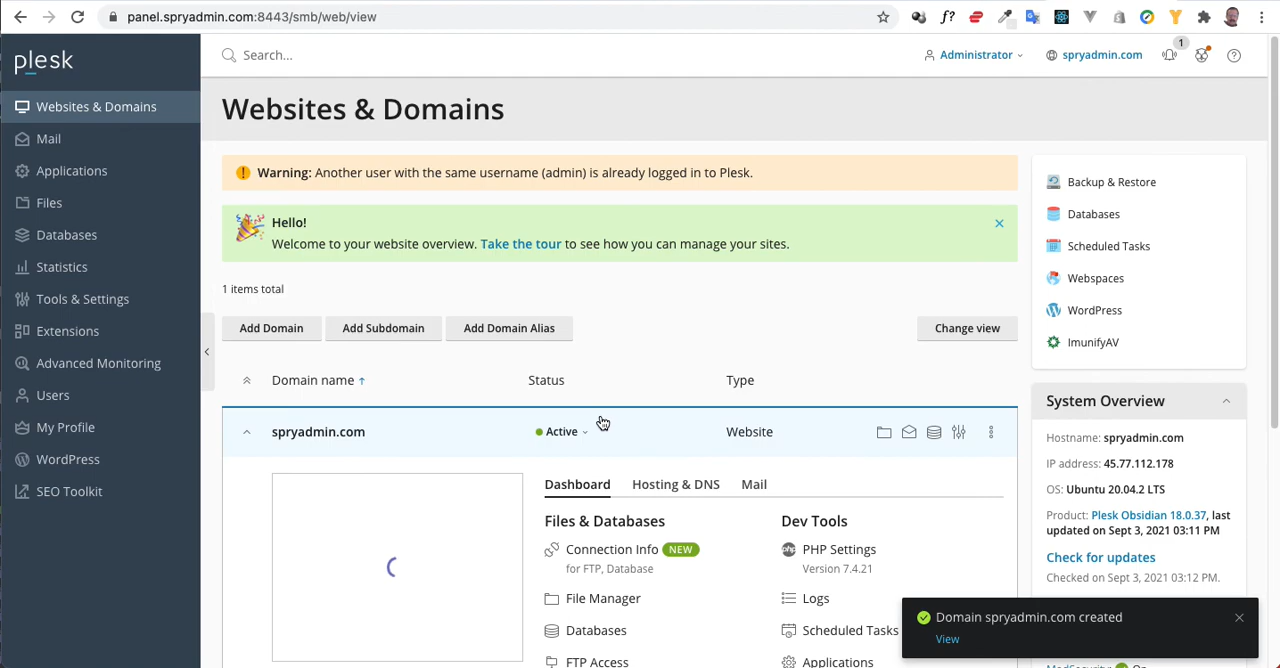 panel.spryadmin.com:8443/smb/web/view
f?
plesk
Search...
Administrator
spryadmin.com
1
Websites & Domains
Mail
Applications
Files
Databases
Statistics
Tools & Settings
Extensions
Advanced Monitoring
Users
My Profile
WordPress
SEO Toolkit
Websites & Domains
Warning: Another user with the same username (admin) is already logged in to Plesk.
Hello!
Welcome to your website overview. Take the tour to see how you can manage your sites.
1 items total
Add Domain
Add Subdomain
Add Domain Alias
Change view
Domain name ↑
Status
Type
spryadmin.com
Active
Website
Dashboard
Hosting & DNS
Mail
Files & Databases
Connection Info NEW
for FTP, Database
File Manager
Databases
FTP Access
Dev Tools
php
PHP Settings
Version 7.4.21
Logs
Scheduled Tasks
Applications
Backup & Restore
Databases
Scheduled Tasks
Webspaces
WordPress
ImunifyAV
System Overview
Hostname: spryadmin.com
IP address: 45.77.112.178
OS: Ubuntu 20.04.2 LTS
Product: Plesk Obsidian 18.0.37, last
updated on Sept 3, 2021 03:11 PM
Check for updates
Checked on Sept 3, 2021 03:12 PM.
Domain spryadmin.com created
View